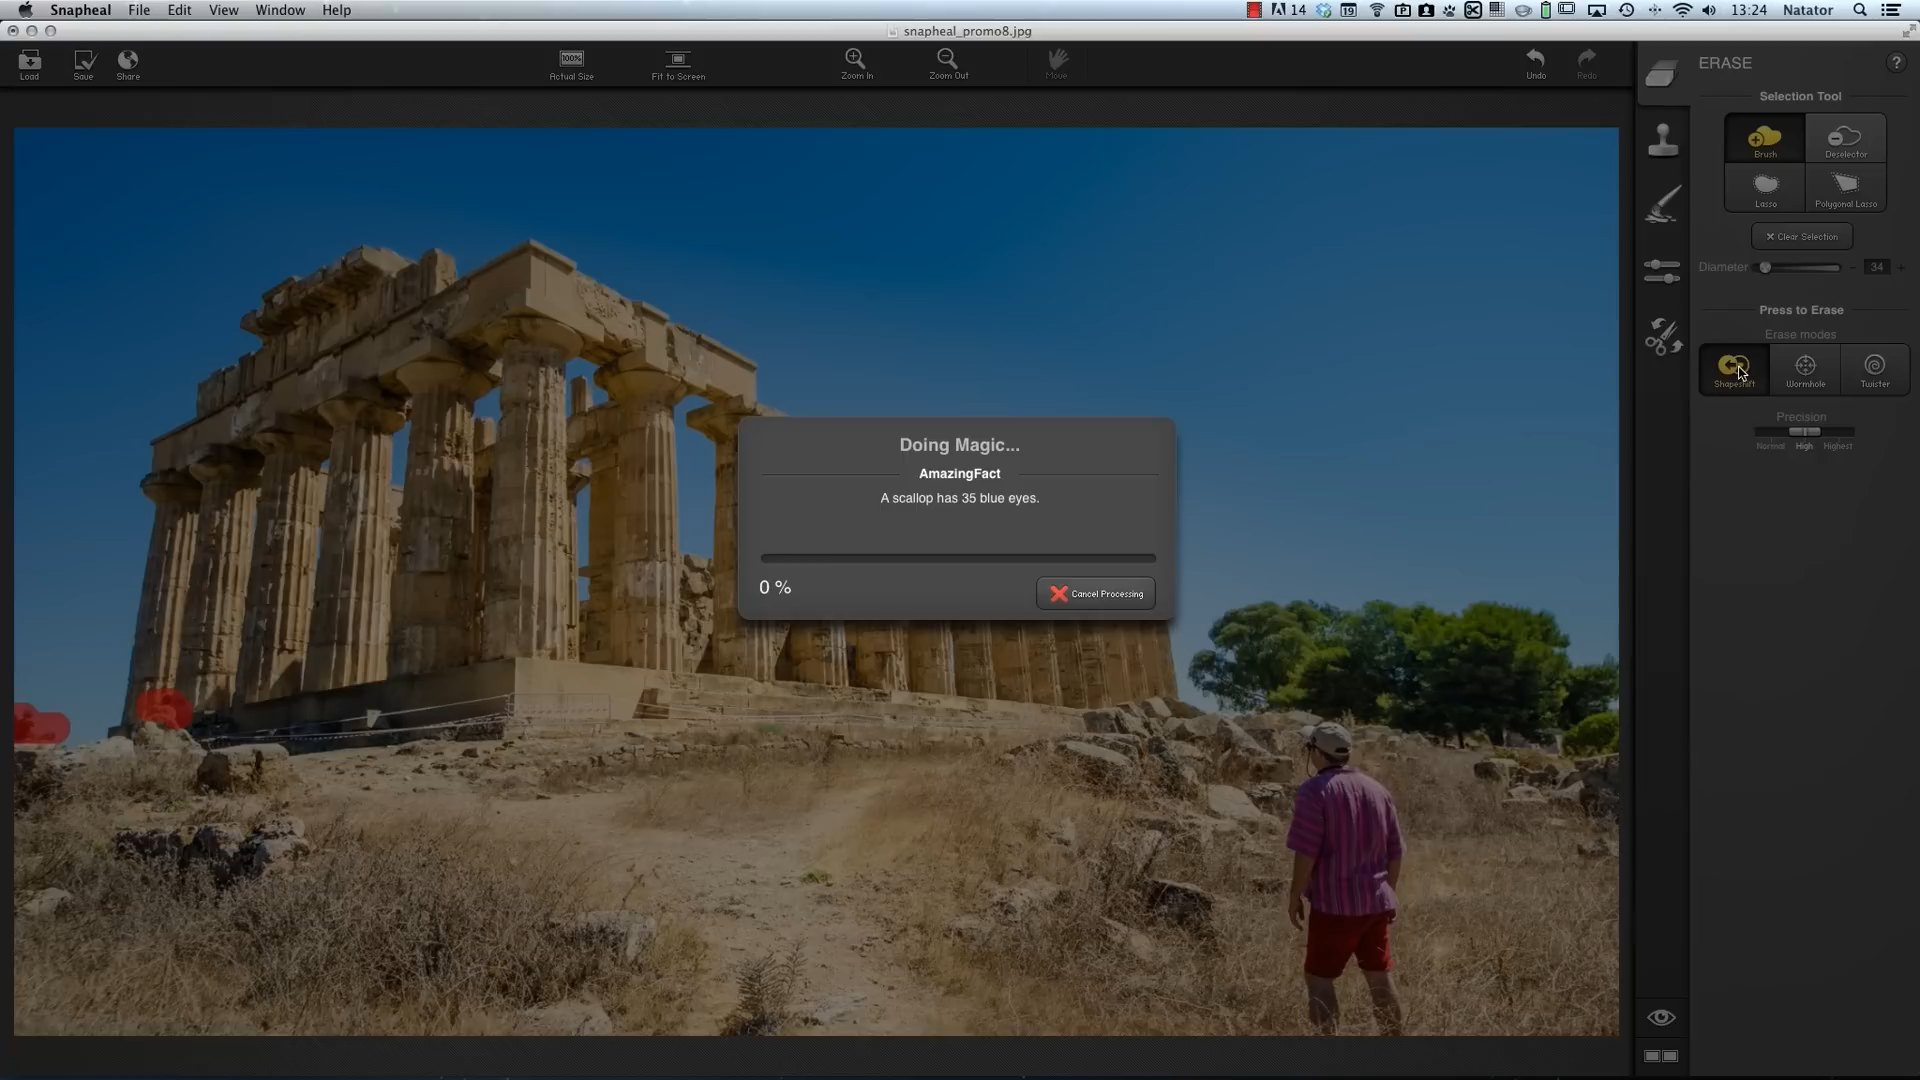 Snapheal File Edit View Window Help
14 19 13:24 Natator
snapheal_promo8.jpg
Load Save Share
100%
Actual Size Fit to Screen Zoom In Zoom Out Move Undo Redo
ERASE ?
Selection Tool
Brush Deselector
Lasso Polygonal Lasso
Clear Selection
Diameter - 34 +
Press to Erase
Erase modes
Shapeshift Wormhole Twister
Precision
Normal High Highest
Doing Magic...
AmazingFact
A scallop has 35 blue eyes.
0 %
Cancel Processing